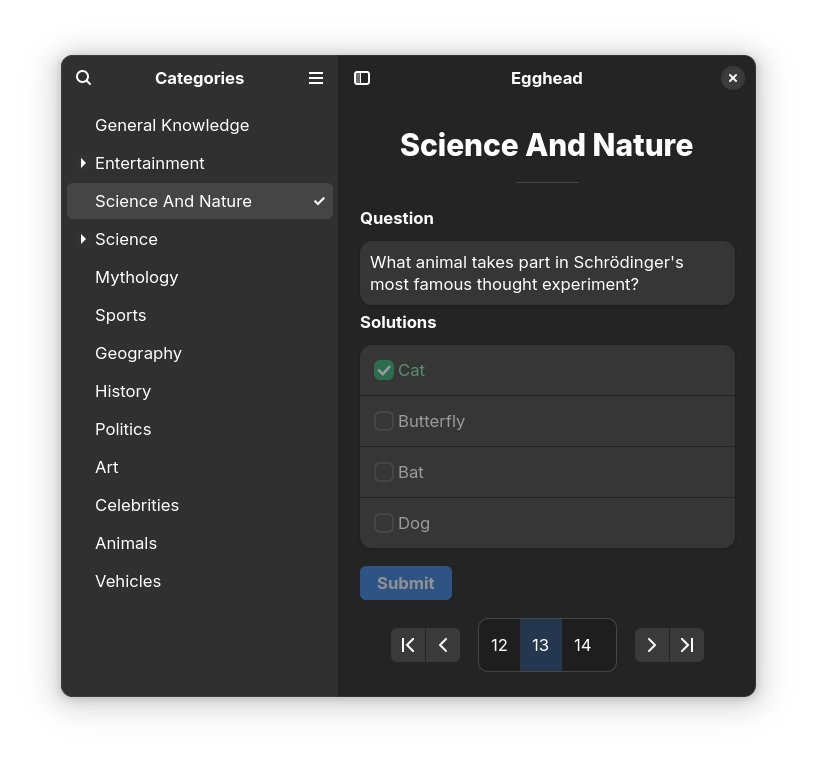 Categories
General Knowledge
Entertainment
Science And Nature
Science
Mythology
Sports
Geography
History
Politics
Art
Celebrities
Animals
Vehicles
Egghead
Science And Nature
Question
What animal takes part in Schrödinger's
most famous thought experiment?
Solutions
Cat
Butterfly
Bat
Dog
Submit
12 13 14